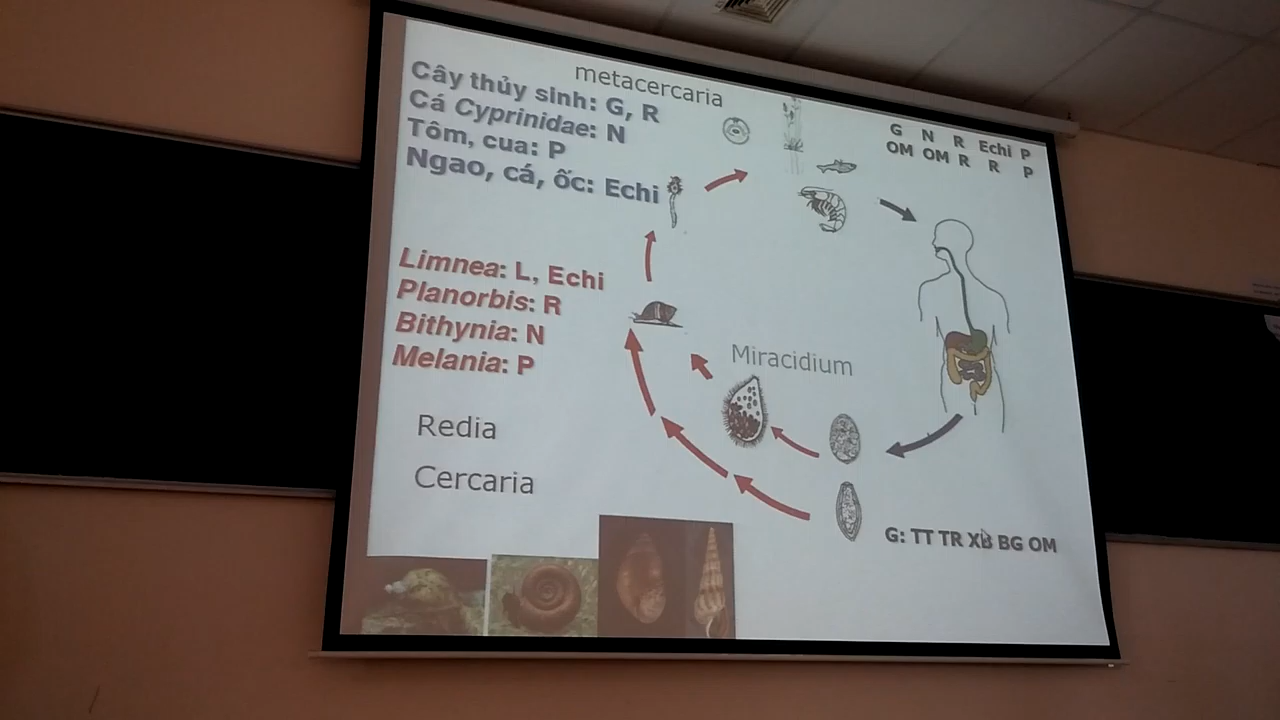 metacercaria
Cây thủy sinh: G, R
Cá Cyprinidae: N
Tôm, cua: P
Ngao, cá, ốc: Echi
G N R Echi P
OM OM R R P
Limnea: L, Echi
Planorbis: R
Bithynia: N
Melania: P
Miracidium
Redia
Cercaria
G: TT TR XB BG OM